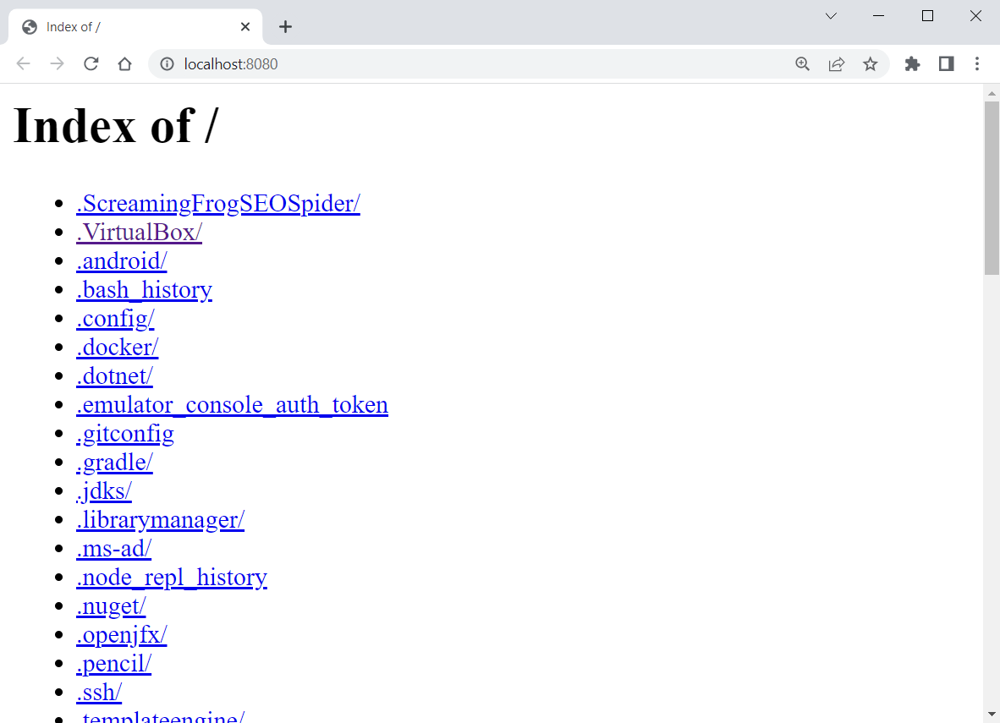 Index of /
localhost:8080
Index of /
.ScreamingFrogSEOSpider/
.VirtualBox/
.android/
.bash_history
.config/
.docker/
.dotnet/
.emulator_console_auth_token
.gitconfig
.gradle/
.jdks/
.librarymanager/
.ms-ad/
.node_repl_history
.nuget/
.openjfx/
.pencil/
.ssh/
.templateengine/